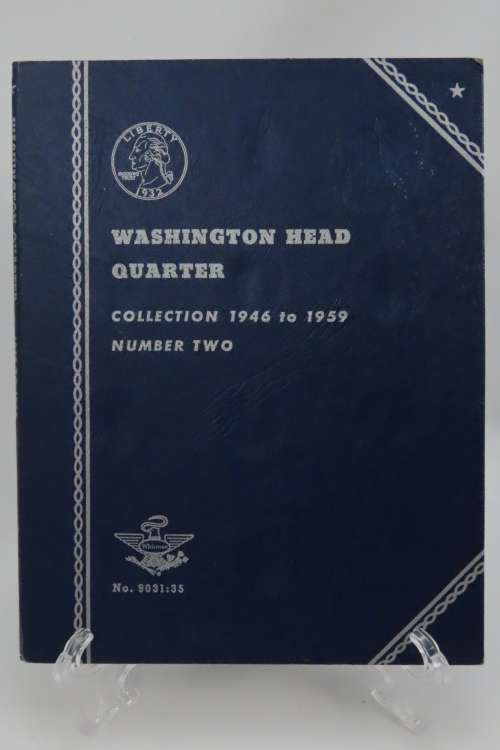 LIBERTY
1932
WASHINGTON HEAD
QUARTER
COLLECTION 1946 to 1959
NUMBER TWO
Whitman
No. 9031:35